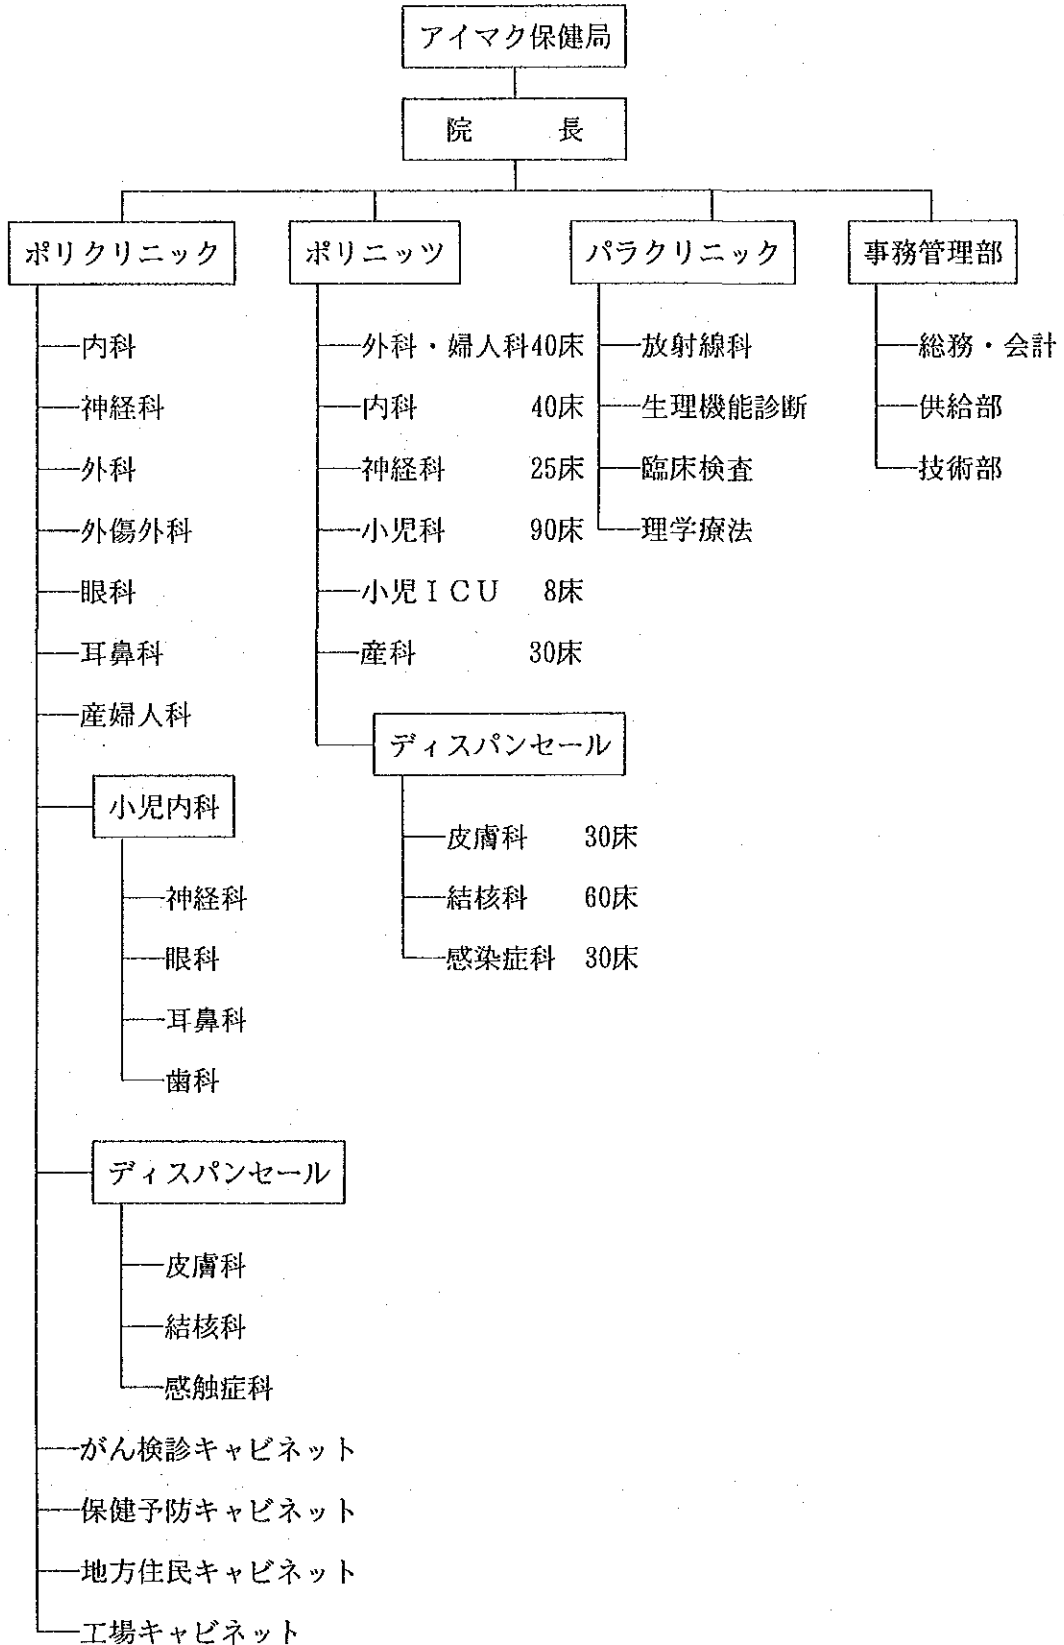 アイマク保健局
院　　　長
ポリクリニック
内科
神経科
外科
外傷外科
眼科
耳鼻科
産婦人科
小児内科
神経科
眼科
耳鼻科
歯科
ディスパンセール
皮膚科
結核科
感触症科
がん検診キャビネット
保健予防キャビネット
地方住民キャビネット
工場キャビネット
ポリニッツ
外科・婦人科40床
内科　　　　40床
神経科　　　25床
小児科　　　90床
小児ＩＣＵ　8床
産科　　　　30床
ディスパンセール
皮膚科　　30床
結核科　　60床
感染症科　30床
パラクリニック
放射線科
生理機能診断
臨床検査
理学療法
事務管理部
総務・会計
供給部
技術部